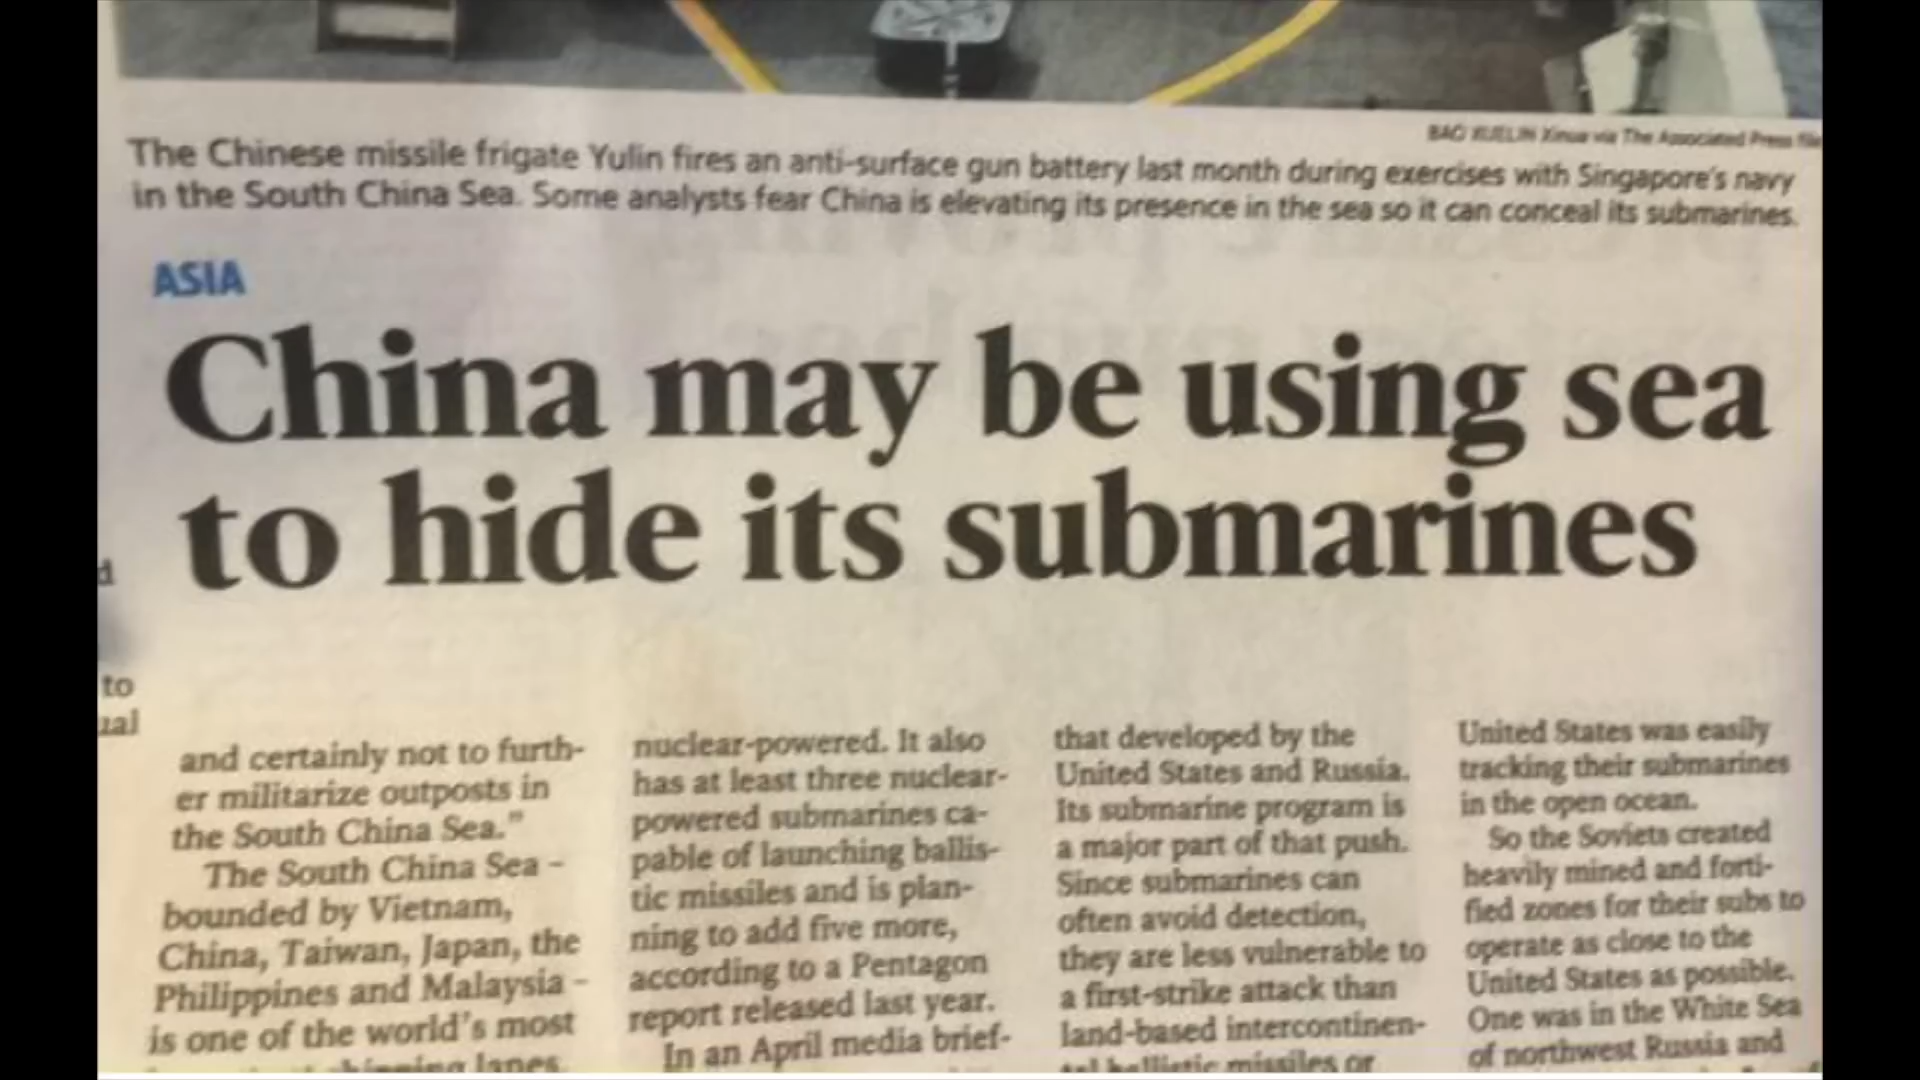 The Chinese missile frigate Yulin fires an anti-surface gun battery last month during exercises with Singapore's navy
in the South China Sea. Some analysts fear China is elevating its presence in the sea so it can conceal its submarines.
via The Associated Press
ASIA
China may be using sea
to hide its submarines
to
ual
and certainly not to furth-
er militarize outposts in
the South China Sea."
The South China Sea –
bounded by Vietnam,
China, Taiwan, Japan, the
Philippines and Malaysia –
is one of the world's most
nuclear-powered. It also
has at least three nuclear-
powered submarines ca-
pable of launching ballis-
tic missiles and is plan-
ning to add five more,
according to a Pentagon
report released last year.
In an April media brief-
that developed by the
United States and Russia.
Its submarine program is
a major part of that push.
Since submarines can
often avoid detection,
they are less vulnerable to
a first-strike attack than
land-based intercontinen-
tal ballistic missiles or
United States was easily
tracking their submarines
in the open ocean.
So the Soviets created
heavily mined and forti-
fied zones for their subs to
operate as close to the
United States as possible.
One was in the White Sea
of northwest Russia and